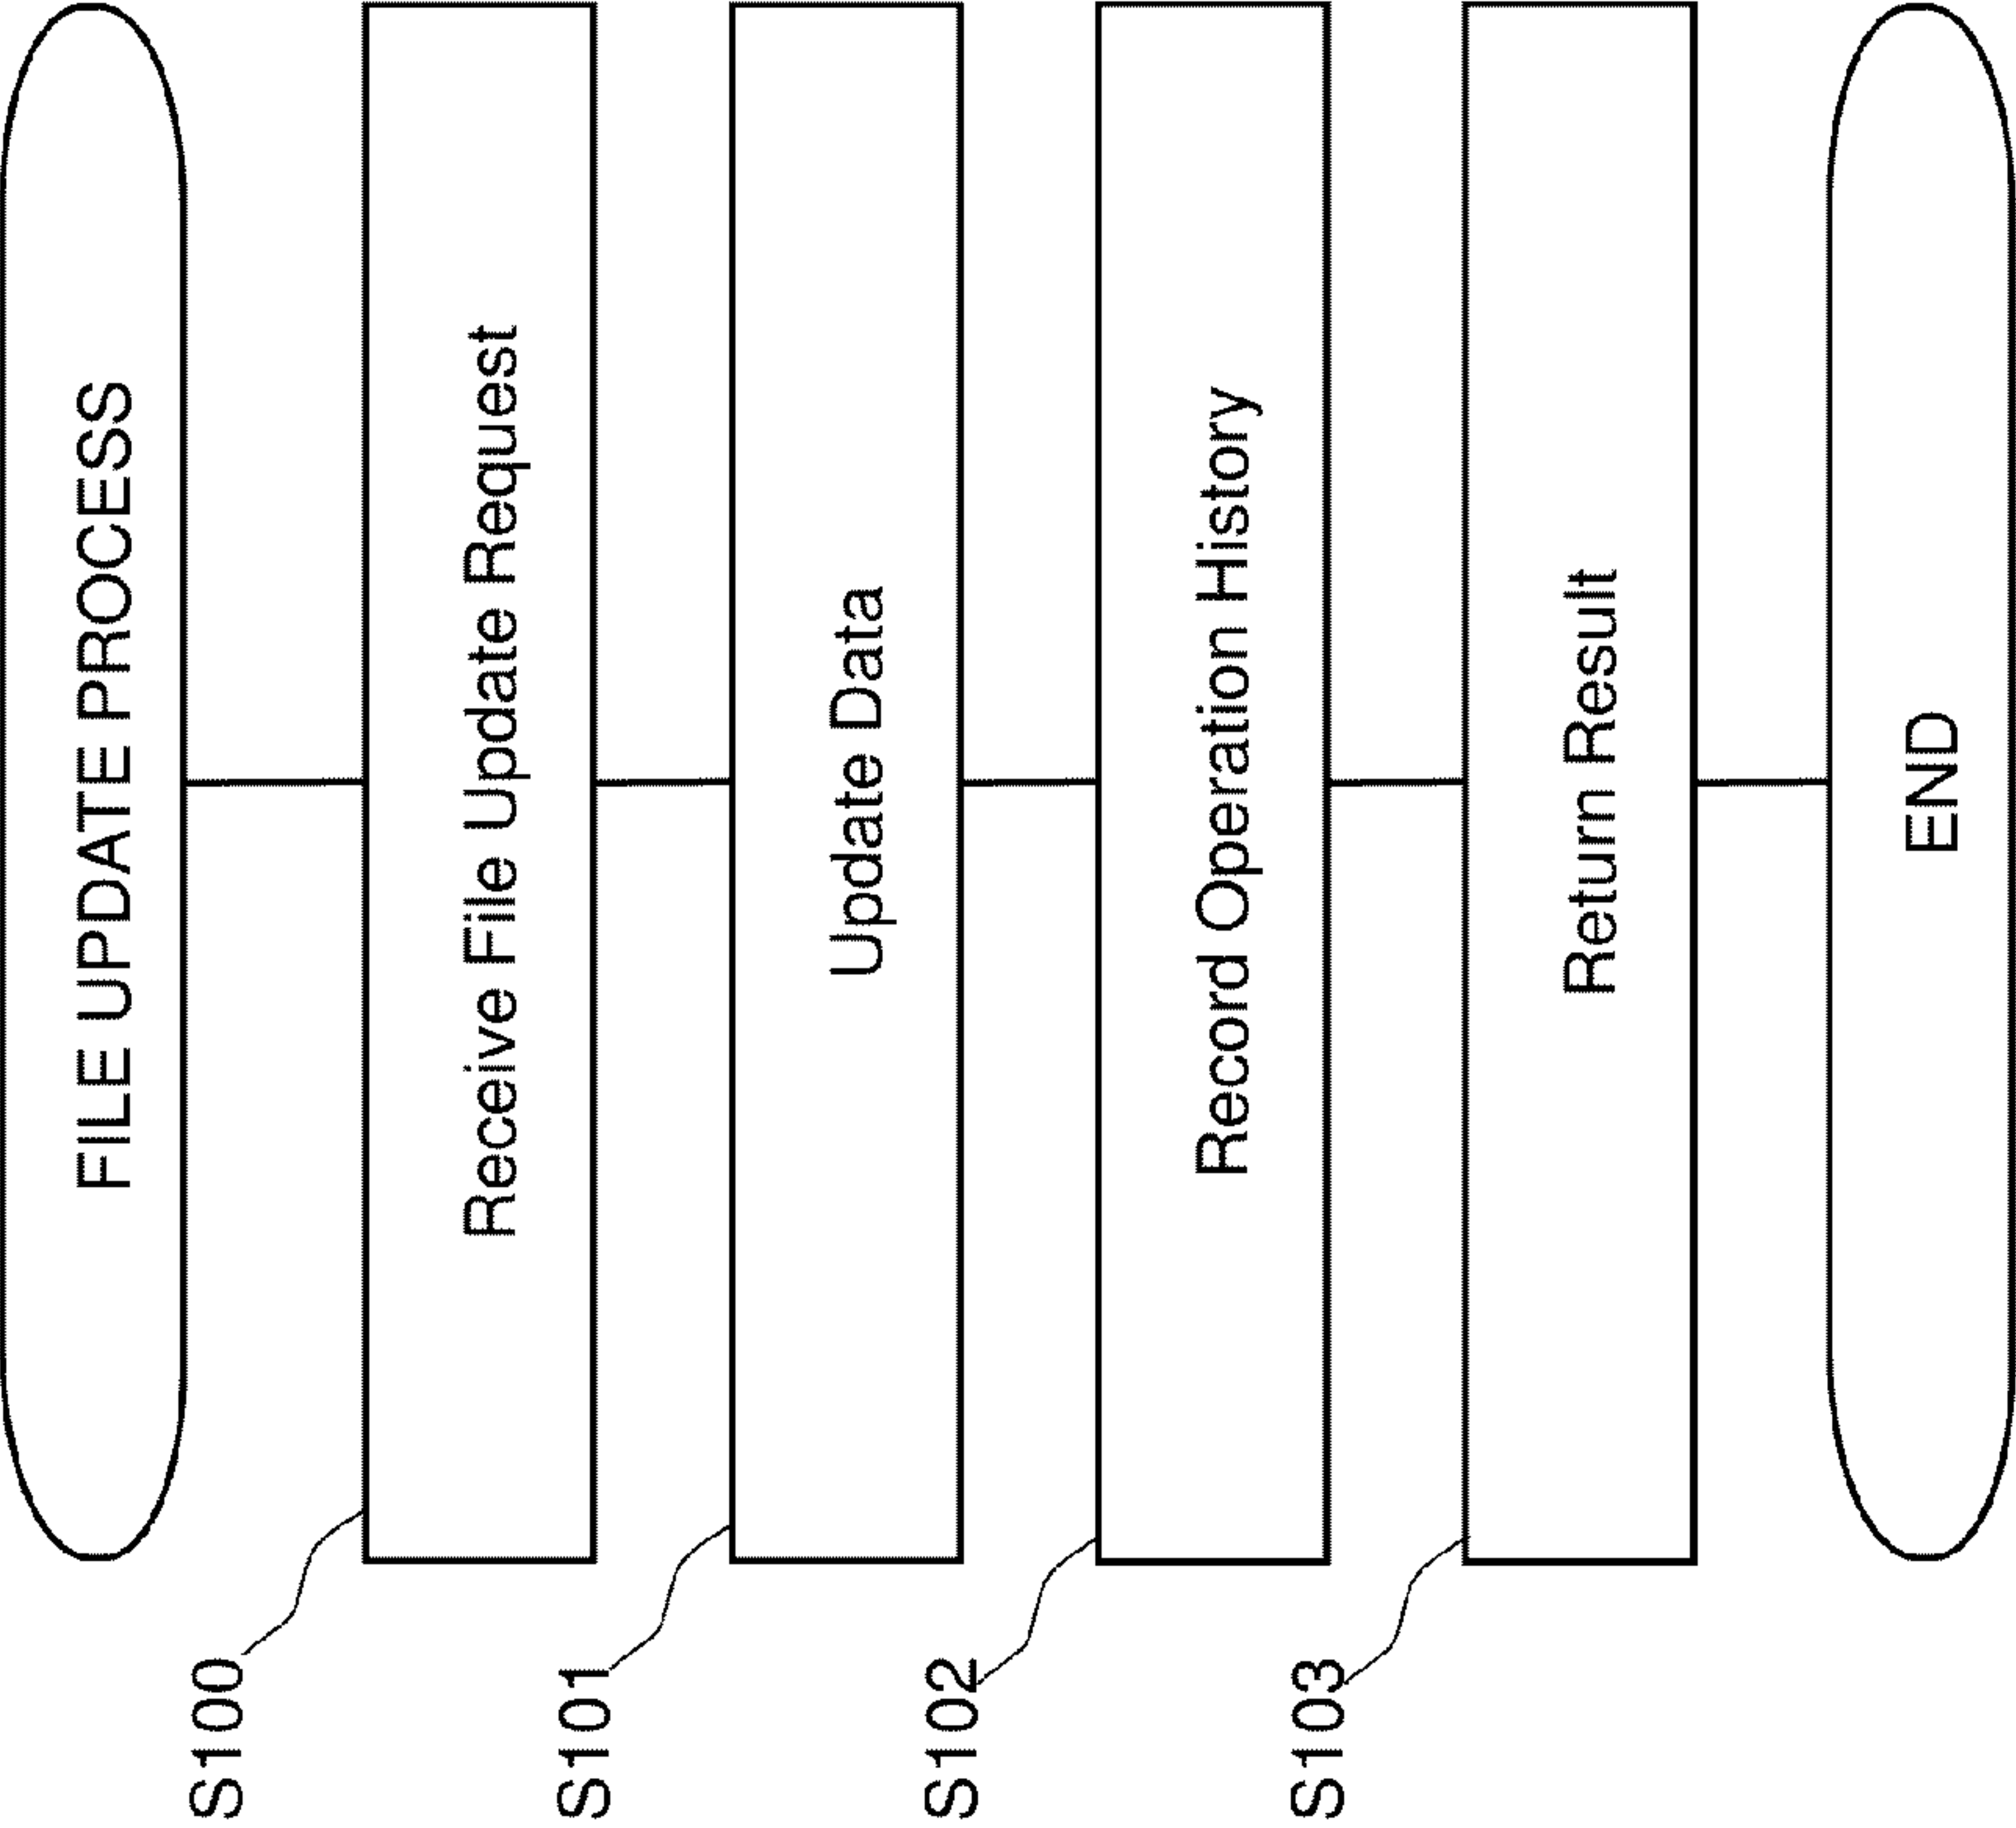 FILE UPDATE PROCESS
S100
Receive File Update Request
S101
Update Data
S102
Record Operation History
S103
Return Result
END